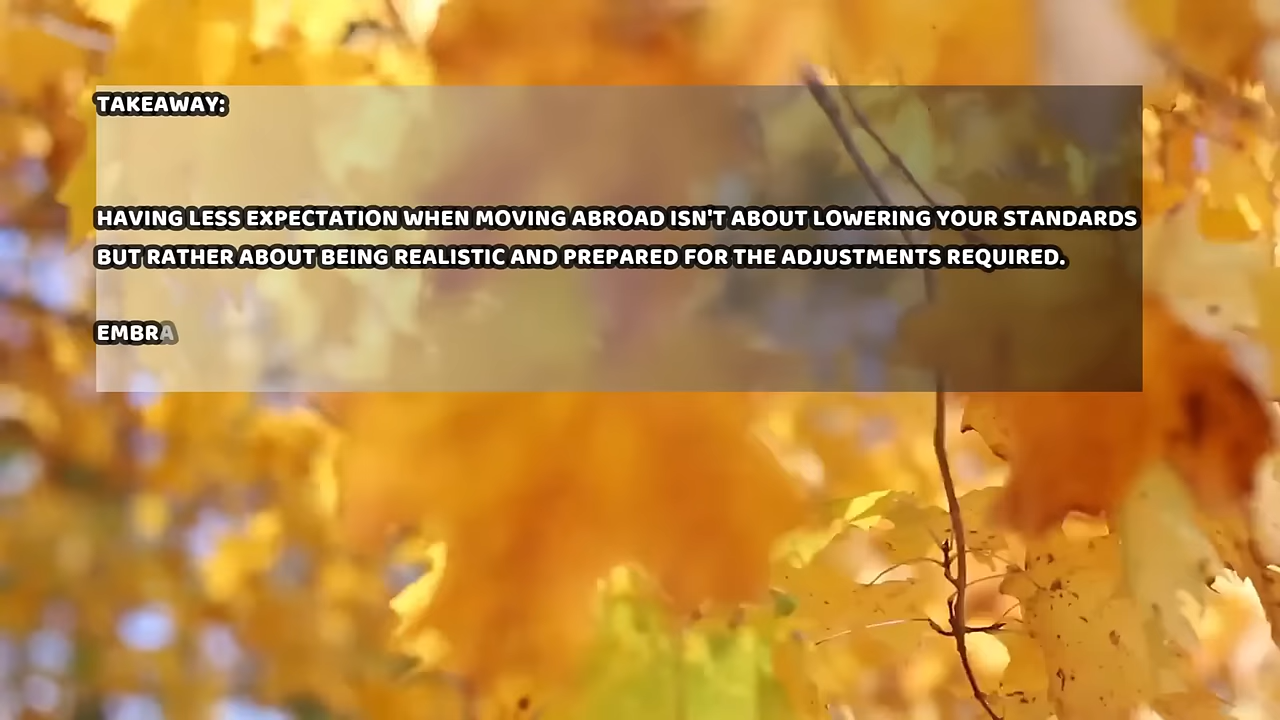 TAKEAWAY:
HAVING LESS EXPECTATION WHEN MOVING ABROAD ISN'T ABOUT LOWERING YOUR STANDARDS
BUT RATHER ABOUT BEING REALISTIC AND PREPARED FOR THE ADJUSTMENTS REQUIRED.
EMBRA